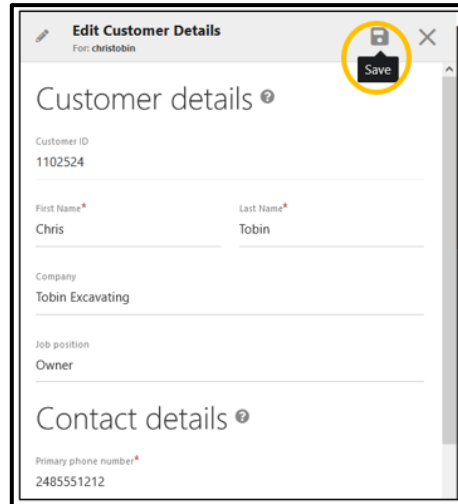 Edit Customer Details
For: christobin
Save
Customer details
Customer ID
1102524
First Name* Last Name*
Chris Tobin
Company
Tobin Excavating
Job position
Owner
Contact details
Primary phone number*
2485551212